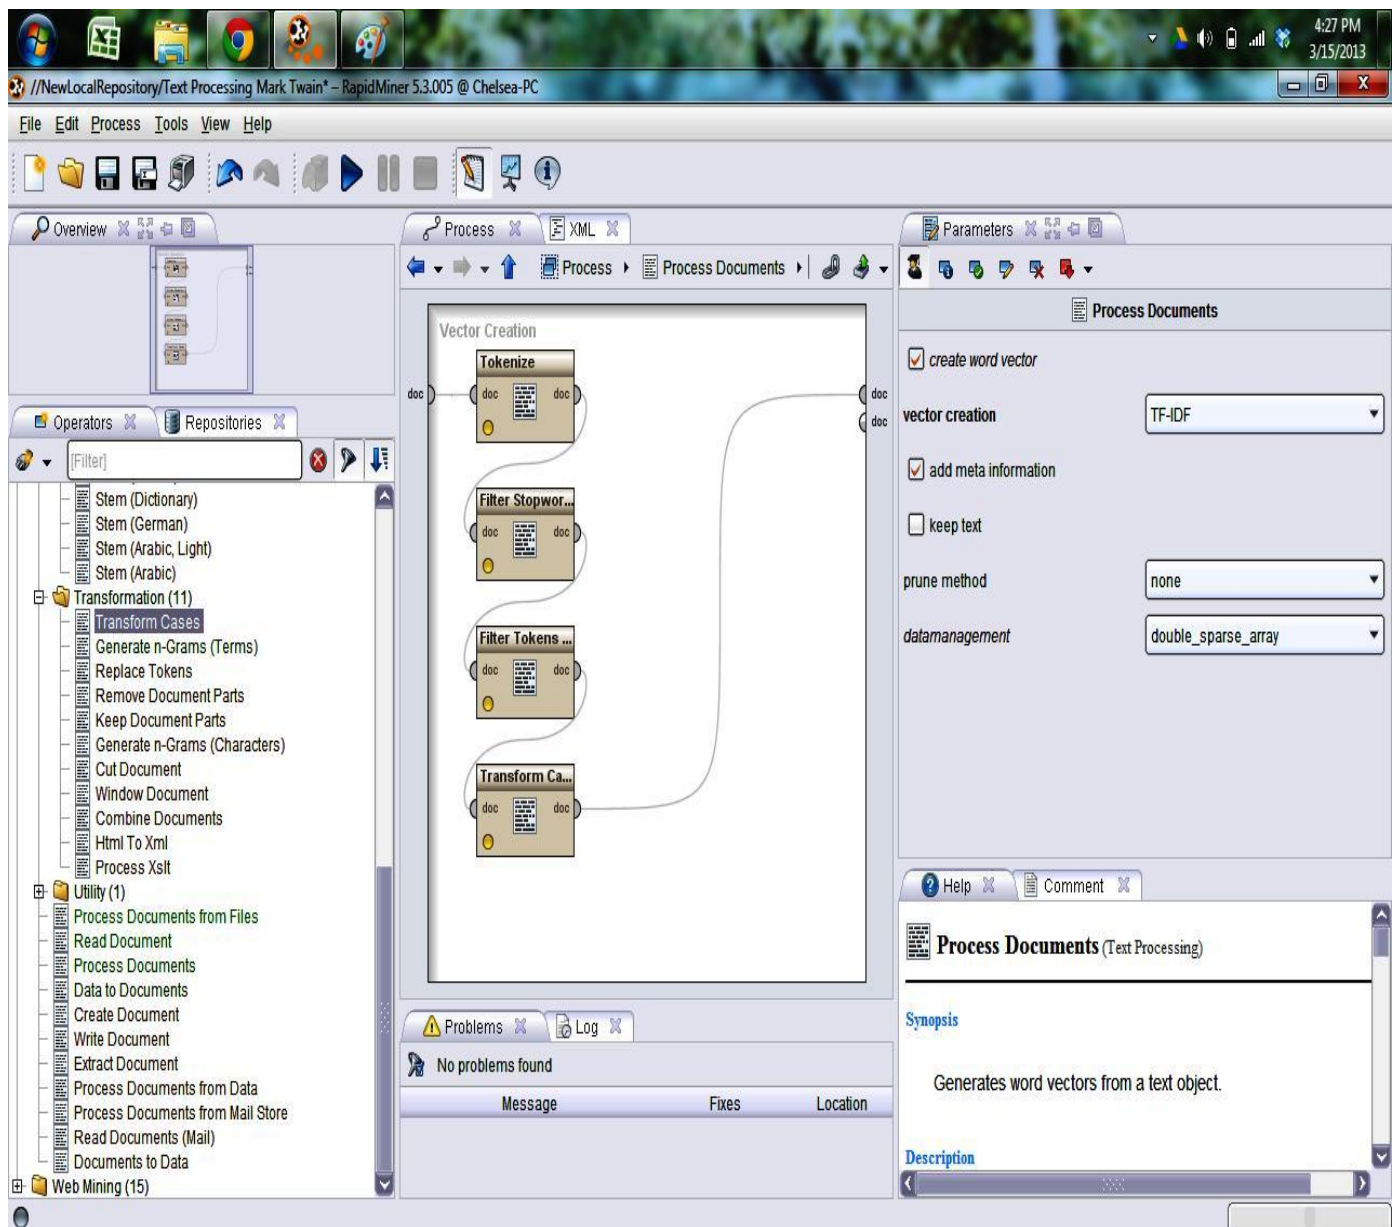 4:27 PM
3/15/2013
//NewLocalRepository/Text Processing Mark Twain* – RapidMiner 5.3.005 @ Chelsea-PC
File Edit Process Tools View Help
Overview
Operators Repositories
[Filter]
Stem (Dictionary)
Stem (German)
Stem (Arabic, Light)
Stem (Arabic)
Transformation (11)
Transform Cases
Generate n-Grams (Terms)
Replace Tokens
Remove Document Parts
Keep Document Parts
Generate n-Grams (Characters)
Cut Document
Window Document
Combine Documents
Html To Xml
Process Xslt
Utility (1)
Process Documents from Files
Read Document
Process Documents
Data to Documents
Create Document
Write Document
Extract Document
Process Documents from Data
Process Documents from Mail Store
Read Documents (Mail)
Documents to Data
Web Mining (15)
Process XML
Process Process Documents
Vector Creation
doc
Tokenize
doc doc
Filter Stopwor...
doc doc
Filter Tokens ...
doc doc
Transform Ca...
doc doc
doc
doc
Problems Log
No problems found
Message Fixes Location
Parameters
Process Documents
create word vector
vector creation TF-IDF
add meta information
keep text
prune method none
datamanagement double_sparse_array
Help Comment
Process Documents (Text Processing)
Synopsis
Generates word vectors from a text object.
Description